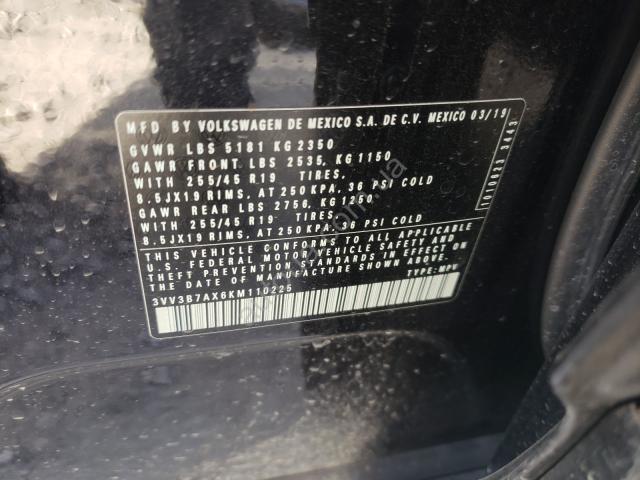 MFD BY VOLKSWAGEN DE MEXICO S.A. DE C.V. MEXICO 03/19
GVWR LBS 5181 KG 2350
GAWR FRONT LBS 2535, KG 1150
WITH 255/45 R19 TIRES,
8.5JX19 RIMS, AT 250 KPA, 36 PSI COLD
GAWR REAR LBS 2756, KG 1250
WITH 255/45 R19 TIRES,
8.5JX19 RIMS, AT 250 KPA, 36 PSI COLD
THIS VEHICLE CONFORMS TO ALL APPLICABLE
U.S. FEDERAL MOTOR VEHICLE SAFETY AND
THEFT PREVENTION STANDARDS IN EFFECT ON THE
DATE OF MANUFACTURE SHOWN ABOVE.
3VV3B7AX6KM110225
TYPE: MPV
1010823 3443